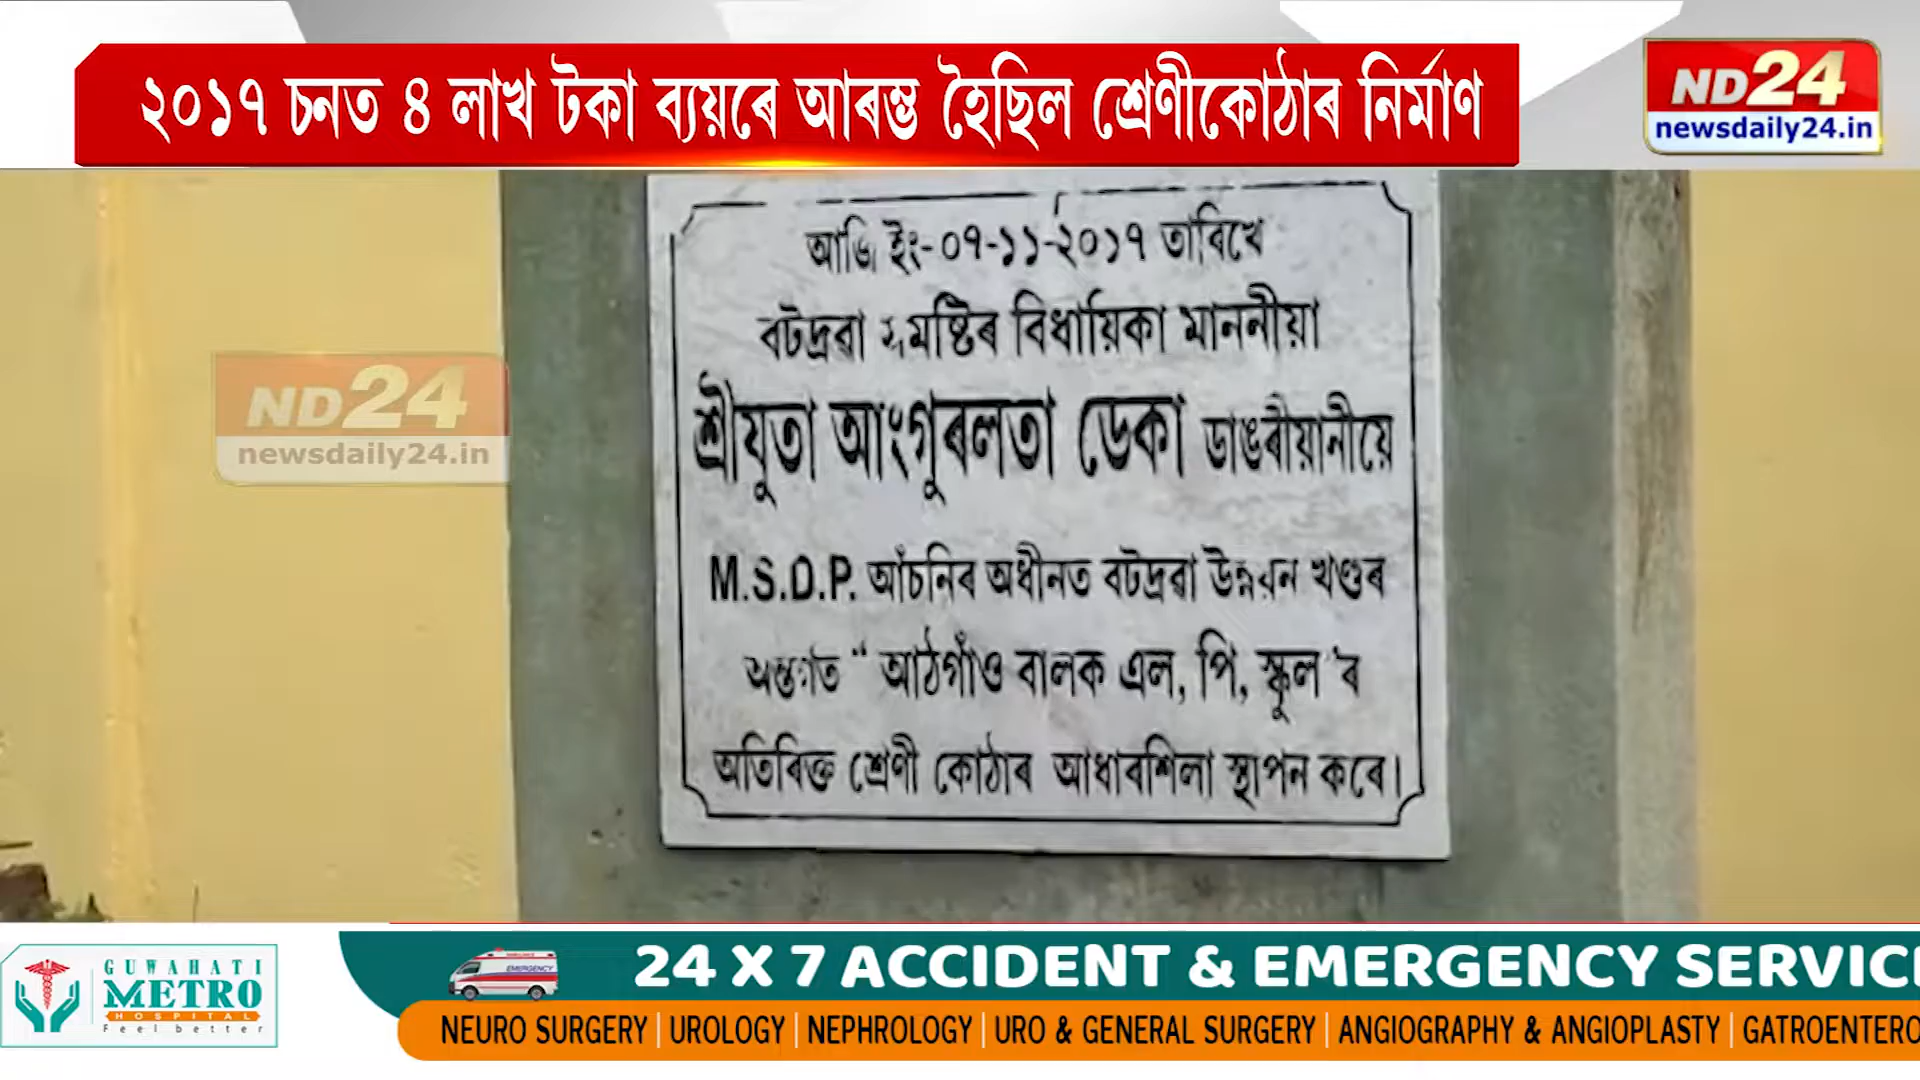 ২০১৭ চনত ৪ লাখ টকা ব্যয়ৰে আৰম্ভ হৈছিল শ্ৰেণীকোঠাৰ নিৰ্মাণ
ND24
newsdaily24.in
আজি ইং-০৭-১১-২০১৭ তাৰিখে
বটদ্ৰৱা সমষ্টিৰ বিধায়িকা মাননীয়া
শ্ৰীযুতা আংগুৰলতা ডেকা ডাঙৰীয়ানীয়ে
M.S.D.P. আঁচনিৰ অধীনত বটদ্ৰৱা উন্নয়ন খণ্ডৰ
অন্তৰ্গত " আঠগাঁও বালক এল, পি, স্কুল 'ৰ
অতিৰিক্ত শ্ৰেণী কোঠাৰ আধাৰশিলা স্থাপন কৰে।
ND24
newsdaily24.in
GUWAHATI
METRO
HOSPITAL
Feel better
EMERGENCY
24 X 7 ACCIDENT & EMERGENCY SERVIC
NEURO SURGERY | UROLOGY | NEPHROLOGY | URO & GENERAL SURGERY | ANGIOGRAPHY & ANGIOPLASTY | GATROENTERO